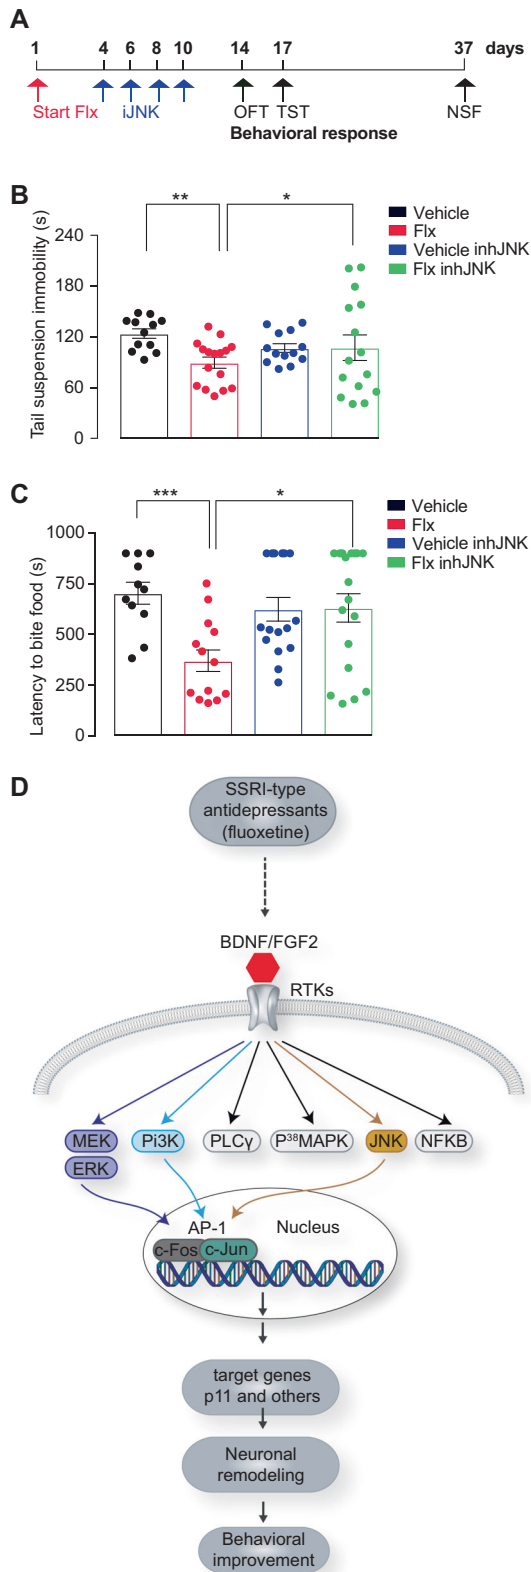 A
1 4 6 8 10 14 17 37 days
Start Flx iJNK OFT TST NSF
Behavioral response
B
** *
Vehicle
Flx
Vehicle inhJNK
Flx inhJNK
Tail suspension immobility (s)
240
180
120
60
0
C
*** *
Vehicle
Flx
Vehicle inhJNK
Flx inhJNK
Latency to bite food (s)
1000
750
500
250
0
D
SSRI-type
antidepressants
(fluoxetine)
BDNF/FGF2
RTKs
MEK Pi3K PLCγ P38MAPK JNK NFKB
ERK
AP-1 Nucleus
c-Fos c-Jun
target genes
p11 and others
Neuronal
remodeling
Behavioral
improvement